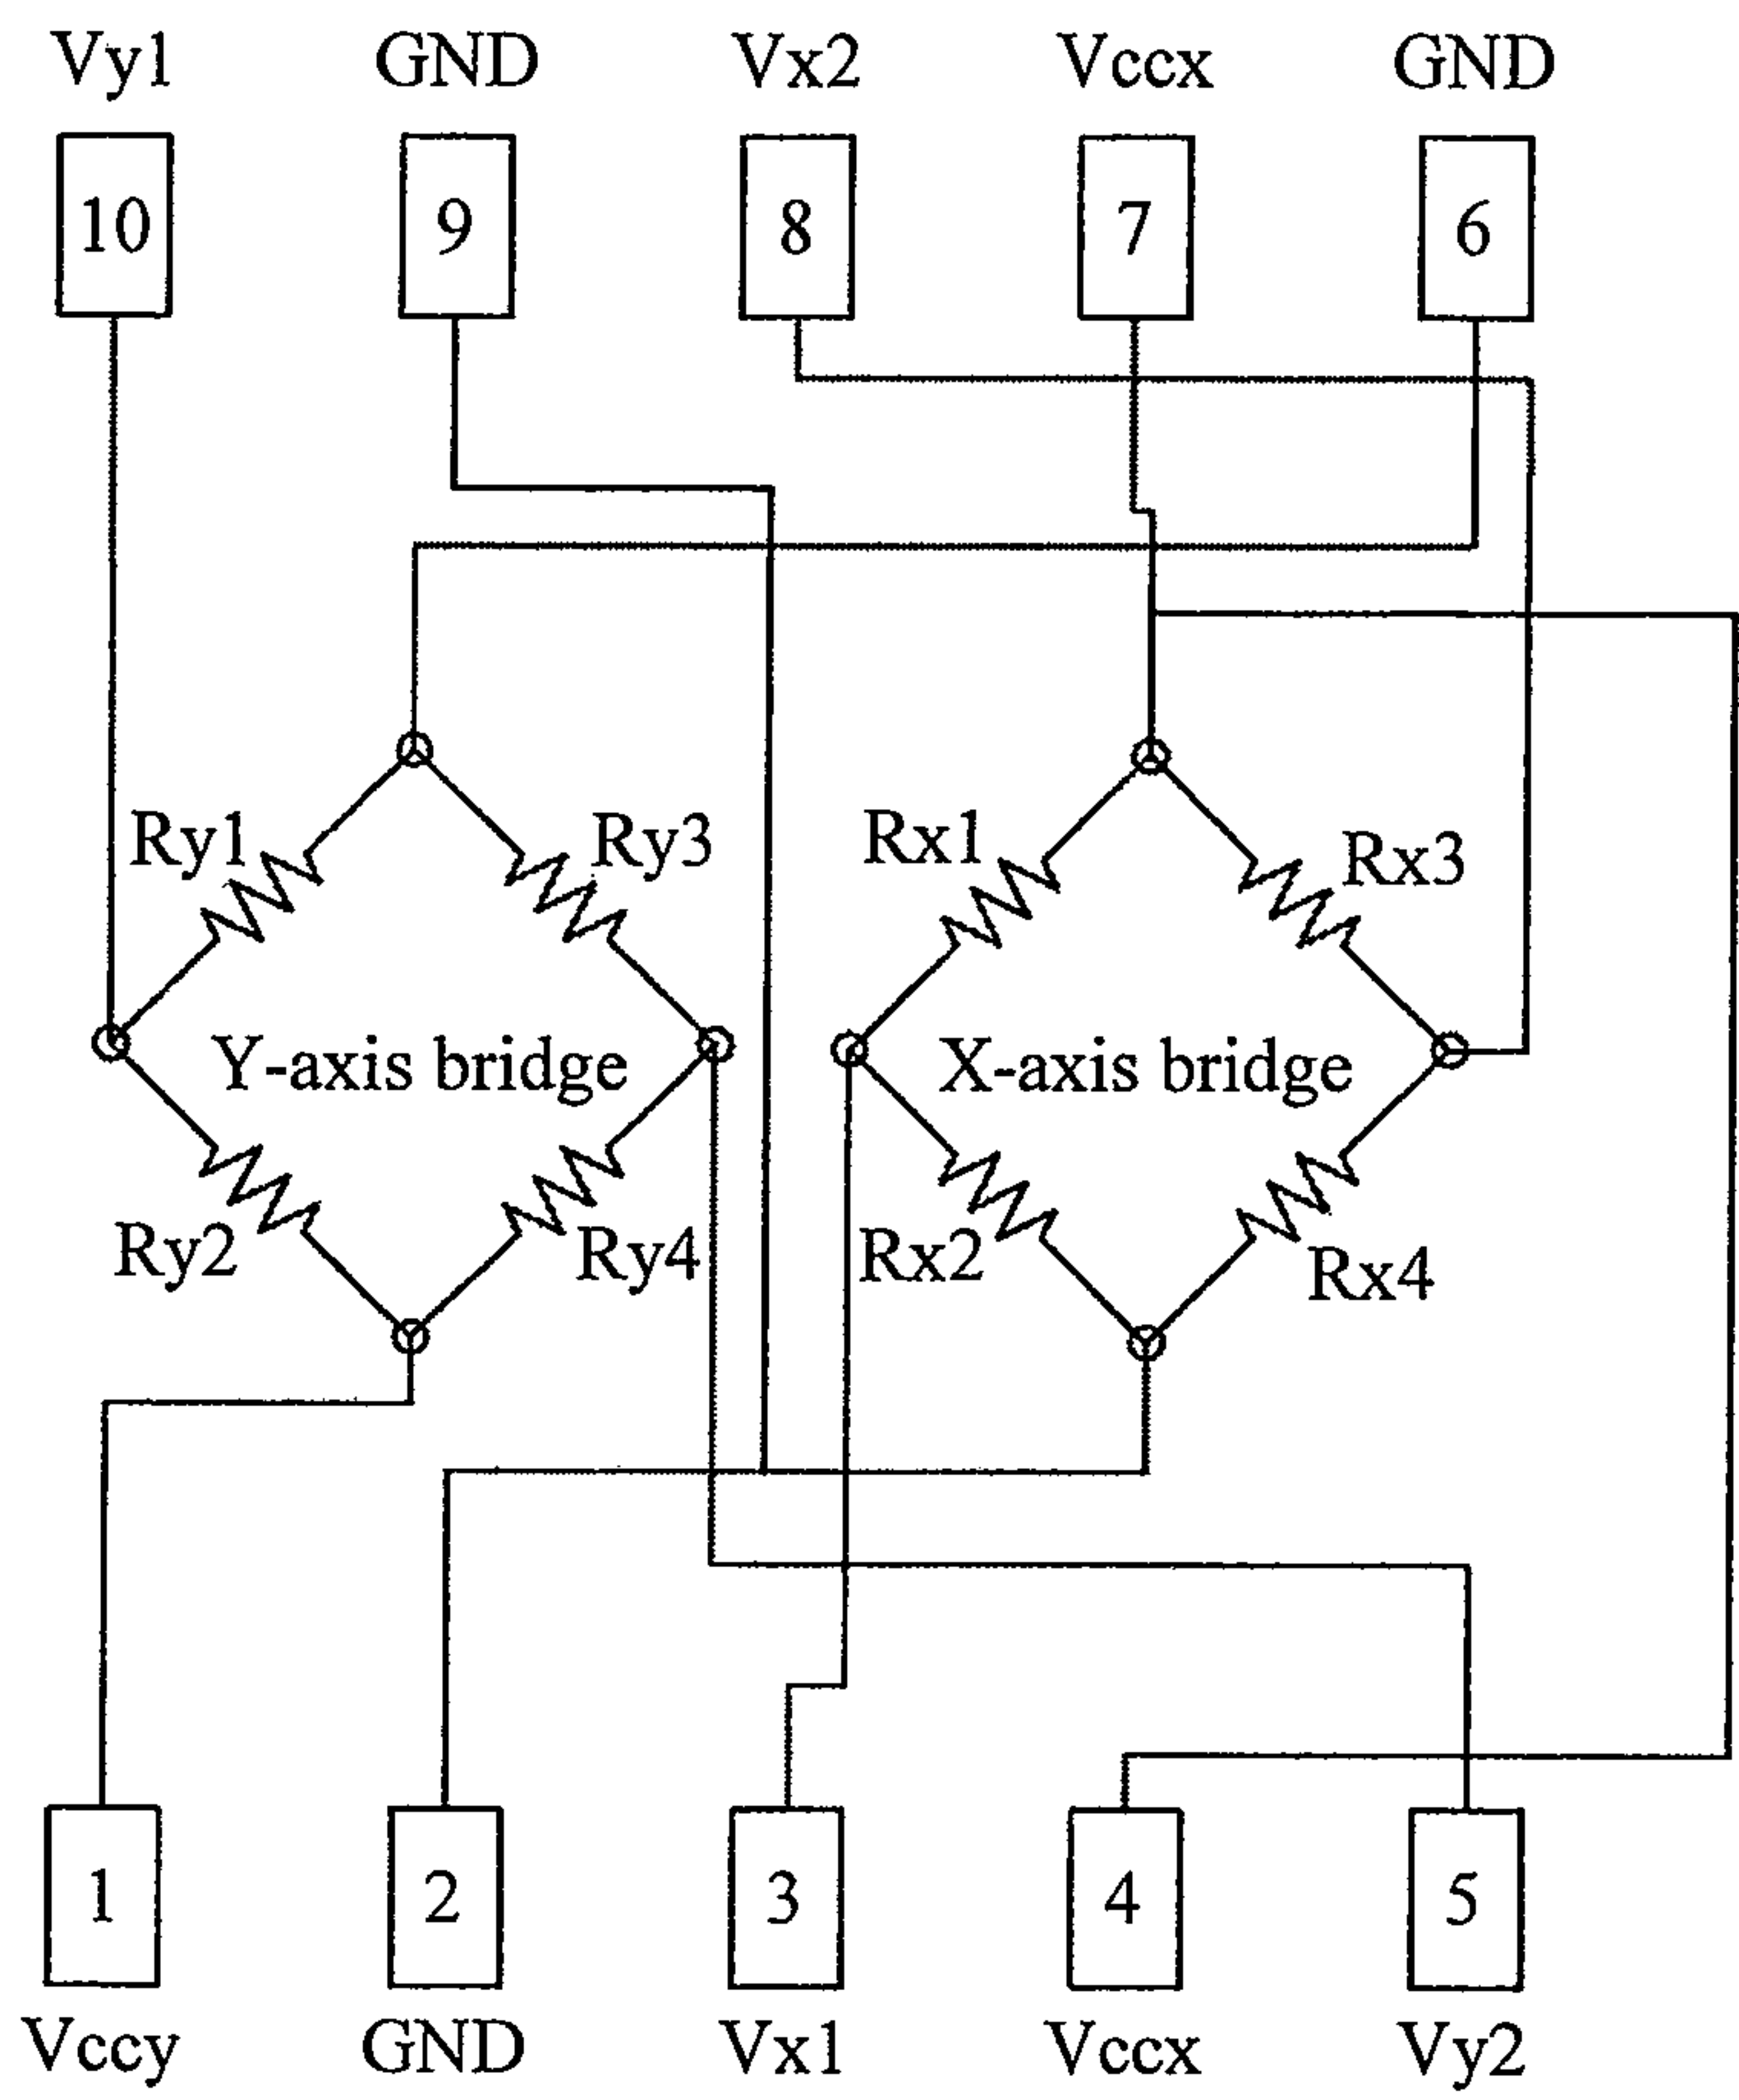 Vy1 GND Vx2 Vccx GND
10 9 8 7 6
Ry1 Ry3 Rx1 Rx3
Y-axis bridge X-axis bridge
Ry2 Ry4 Rx2 Rx4
1 2 3 4 5
Vccy GND Vx1 Vccx Vy2